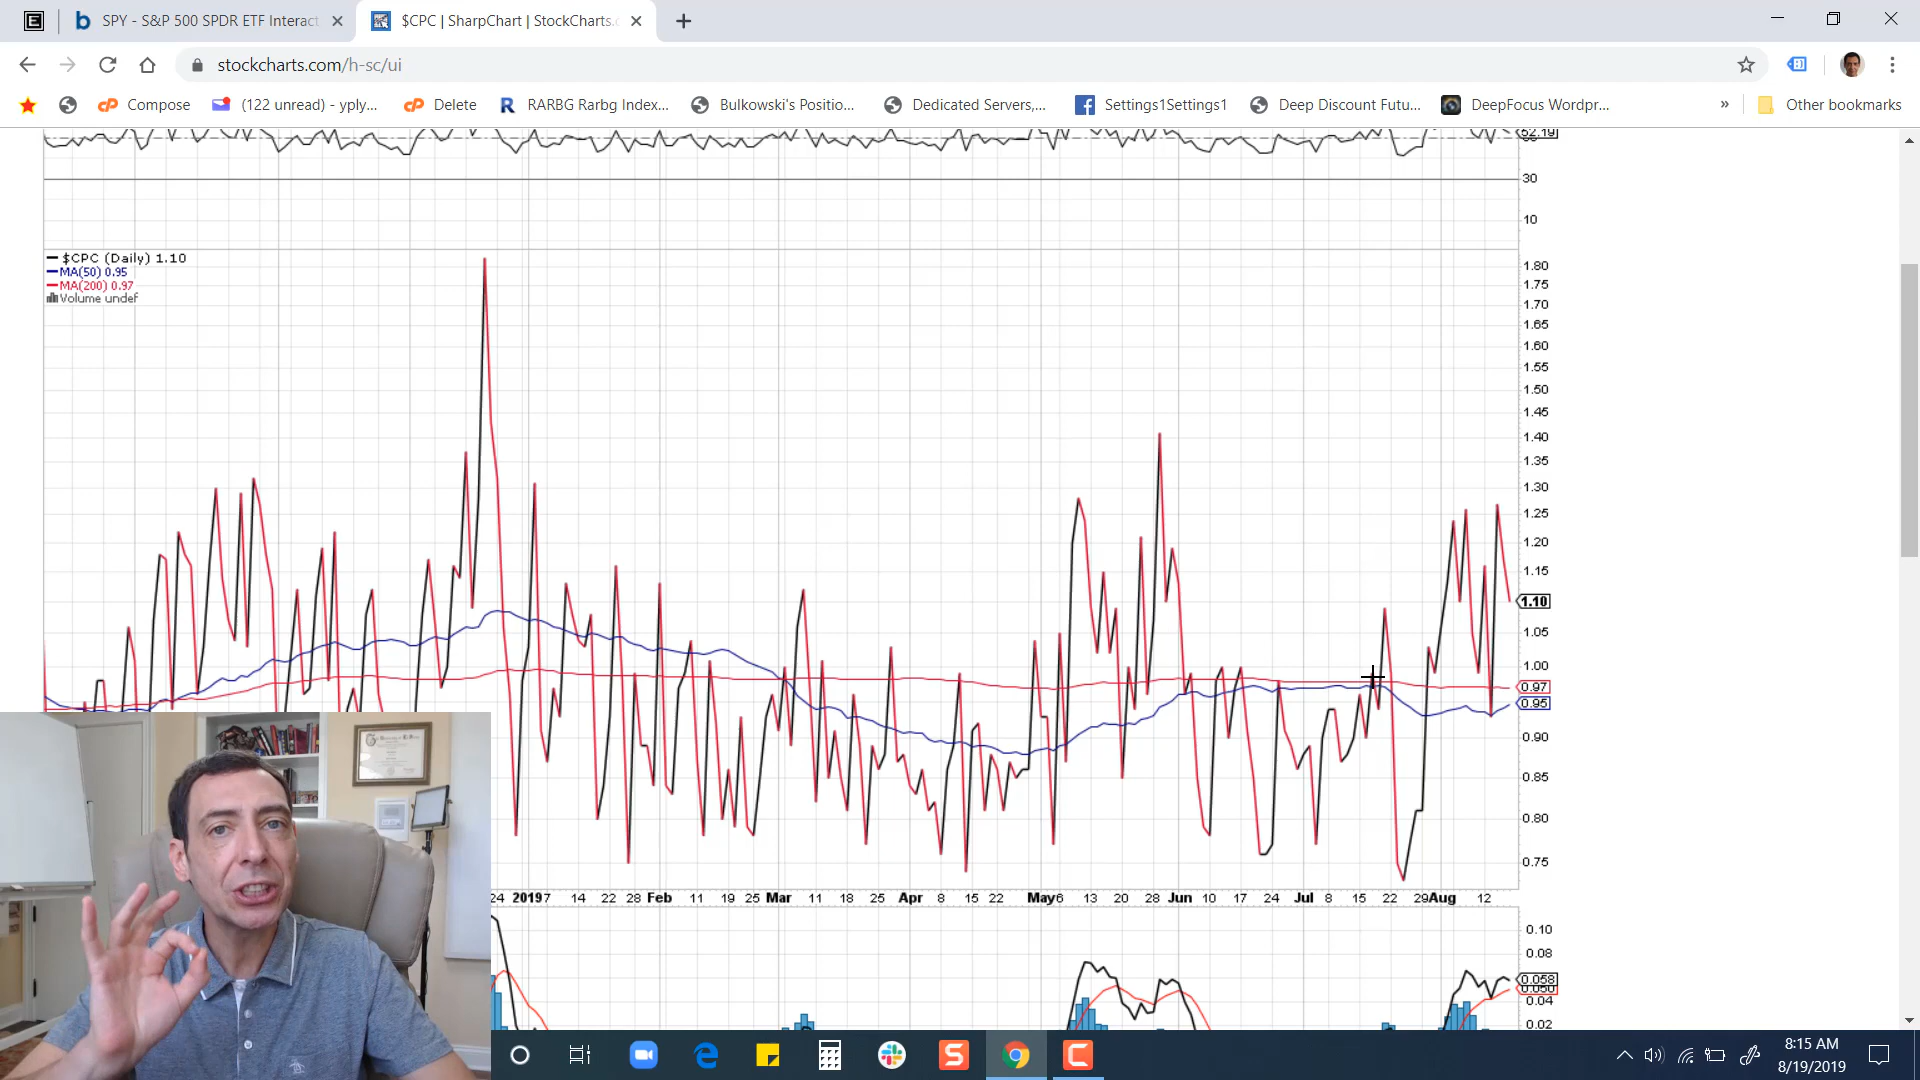 SPY - S&P 500 SPDR ETF Interact
$CPC | SharpChart | StockCharts.c
stockcharts.com/h-sc/ui
Compose
(122 unread) - yply...
Delete
RARBG Rarbg Index...
Bulkowski's Positio...
Dedicated Servers,...
Settings1Settings1
Deep Discount Futu...
DeepFocus Wordpr...
»
Other bookmarks
52.19
30
10
$CPC (Daily) 1.10
MA(50) 0.95
MA(200) 0.97
Volume undef
1.80
1.75
1.70
1.65
1.60
1.55
1.50
1.45
1.40
1.35
1.30
1.25
1.20
1.15
1.10
1.05
1.00
0.97
0.95
0.90
0.85
0.80
0.75
24 2019 7 14 22 28 Feb 11 19 25 Mar 11 18 25 Apr 8 15 22 May 6 13 20 28 Jun 10 17 24 Jul 8 15 22 29 Aug 12
0.10
0.08
0.058
0.04
0.02
8:15 AM
8/19/2019